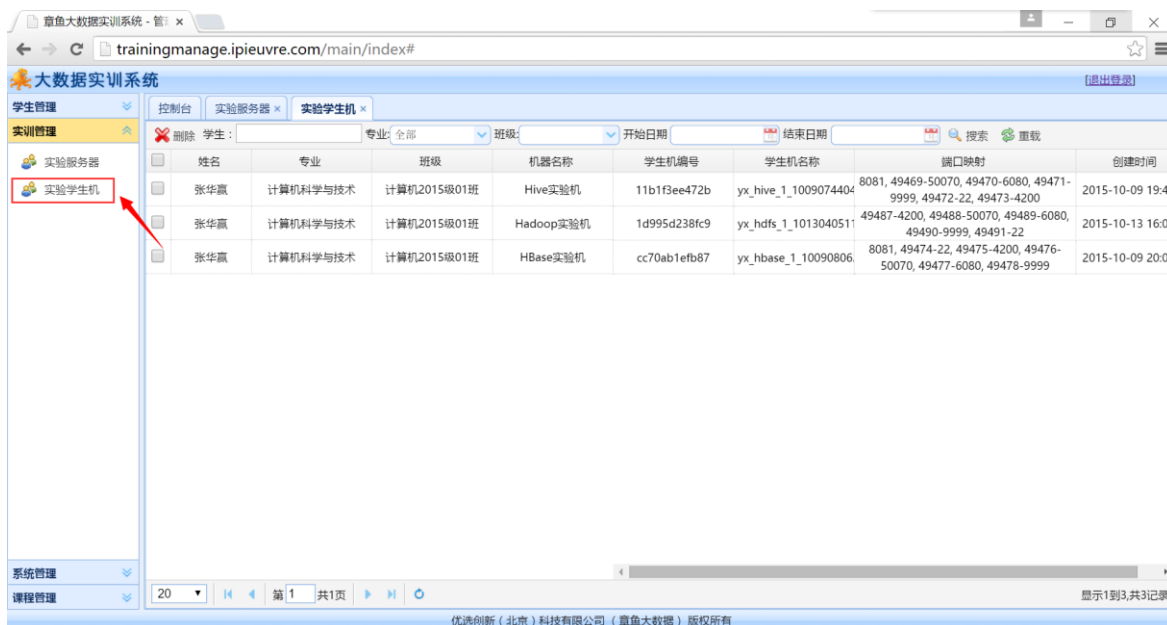 章鱼大数据实训系统 - 管
trainingmanage.ipieuvre.com/main/index#
大数据实训系统 [退出登录]
学生管理 控制台 实验服务器 × 实验学生机 ×
实训管理 删除 学生: 专业: 全部 班级: 开始日期 结束日期 搜索 重载
实验服务器 姓名 专业 班级 机器名称 学生机编号 学生机名称 端口映射 创建时间
实验学生机 张华赢 计算机科学与技术 计算机2015级01班 Hive实验机 11b1f3ee472b yx_hive_1_1009074404 8081, 49469-50070, 49470-6080, 49471-
9999, 49472-22, 49473-4200 2015-10-09 19:4
张华赢 计算机科学与技术 计算机2015级01班 Hadoop实验机 1d995d238fc9 yx_hdfs_1_1013040511 49487-4200, 49488-50070, 49489-6080,
49490-9999, 49491-22 2015-10-13 16:0
张华赢 计算机科学与技术 计算机2015级01班 HBase实验机 cc70ab1efb87 yx_hbase_1_10090806. 8081, 49474-22, 49475-4200, 49476-
50070, 49477-6080, 49478-9999 2015-10-09 20:0
系统管理
课程管理 20 第 1 共1页 显示1到3,共3记录
优选创新(北京)科技有限公司(章鱼大数据)版权所有